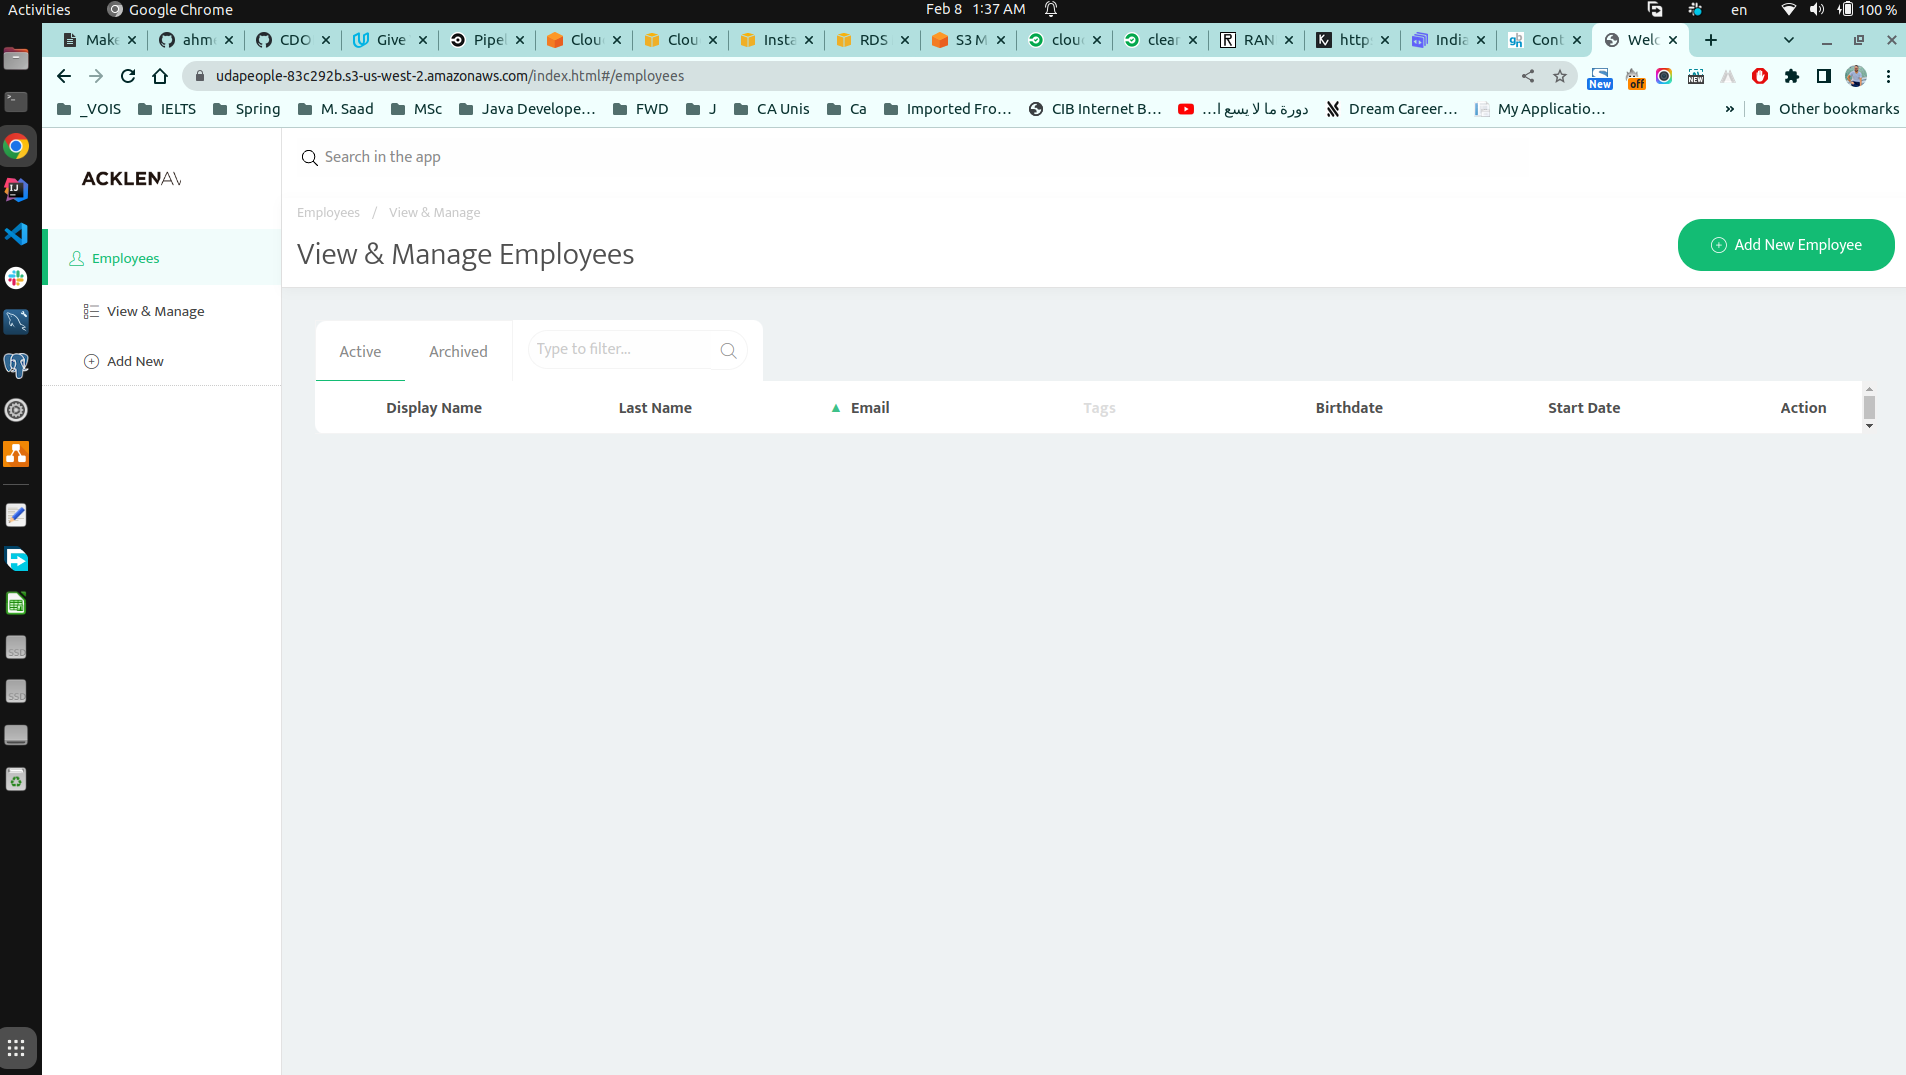 Activities Google Chrome Feb 8 1:37 AM en 100 %
Make ahm CDO Give Pipel Clou Clou Insta RDS S3 M clou clear RAN http India Cont Welc
udapeople-83c292b.s3-us-west-2.amazonaws.com/index.html#/employees New off NEW
_VOIS IELTS Spring M. Saad MSc Java Develope... FWD J CA Unis Ca Imported Fro... CIB Internet B... دورة ما لا يسع ا... Dream Career... My Applicatio... » Other bookmarks
ACKLENAV
Search in the app
Employees / View & Manage
View & Manage Employees
Add New Employee
Employees
View & Manage
Add New
Active Archived Type to filter...
Display Name Last Name Email Tags Birthdate Start Date Action
SSD
SSD